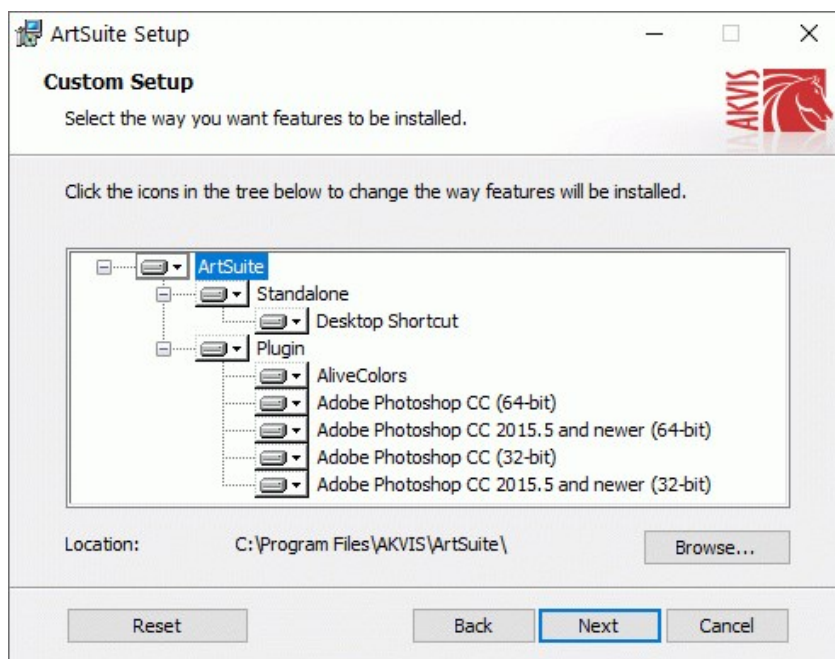 ArtSuite Setup
Custom Setup
Select the way you want features to be installed.
AKVIS
Click the icons in the tree below to change the way features will be installed.
ArtSuite
Standalone
Desktop Shortcut
Plugin
AliveColors
Adobe Photoshop CC (64-bit)
Adobe Photoshop CC 2015.5 and newer (64-bit)
Adobe Photoshop CC (32-bit)
Adobe Photoshop CC 2015.5 and newer (32-bit)
Location: C:\Program Files\AKVIS\ArtSuite\ Browse...
Reset Back Next Cancel